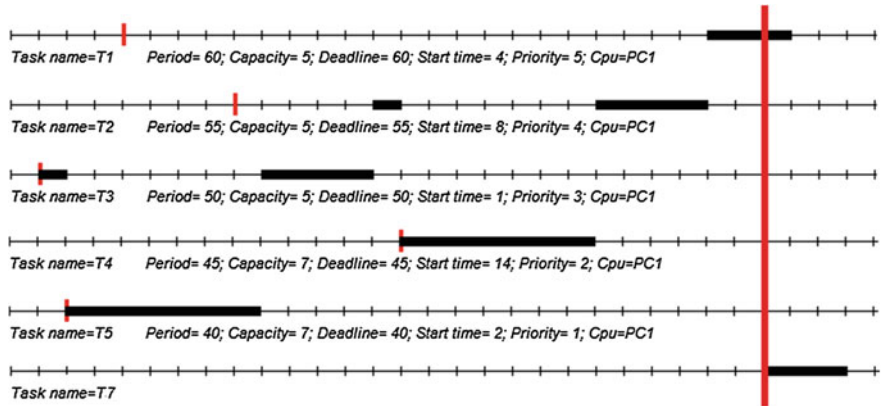 Task name=T1 Period= 60; Capacity= 5; Deadline= 60; Start time= 4; Priority= 5; Cpu=PC1
Task name=T2 Period= 55; Capacity= 5; Deadline= 55; Start time= 8; Priority= 4; Cpu=PC1
Task name=T3 Period= 50; Capacity= 5; Deadline= 50; Start time= 1; Priority= 3; Cpu=PC1
Task name=T4 Period= 45; Capacity= 7; Deadline= 45; Start time= 14; Priority= 2; Cpu=PC1
Task name=T5 Period= 40; Capacity= 7; Deadline= 40; Start time= 2; Priority= 1; Cpu=PC1
Task name=T7